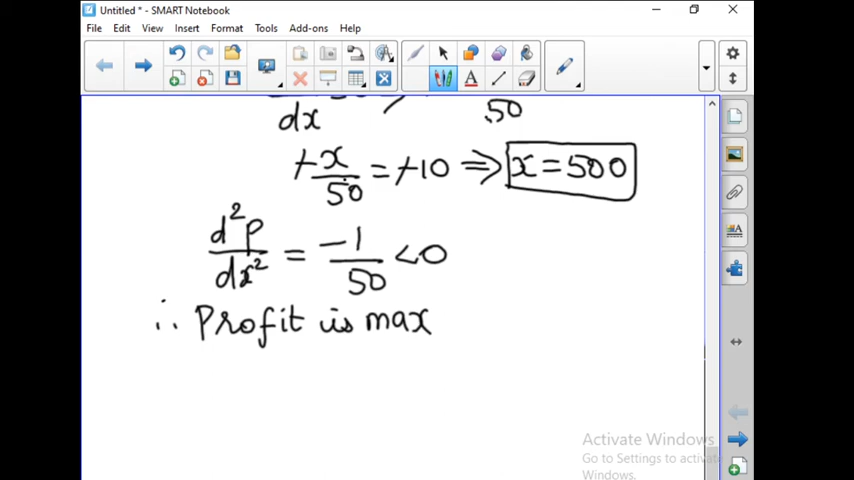 Untitled * - SMART Notebook
File Edit View Insert Format Tools Add-ons Help
dx 50
+x/50 = +10 ⇒ x = 500
d²p/dx² = -1/50 < 0
∴ Profit is max
Activate Windows
Go to Settings to activate
Windows.